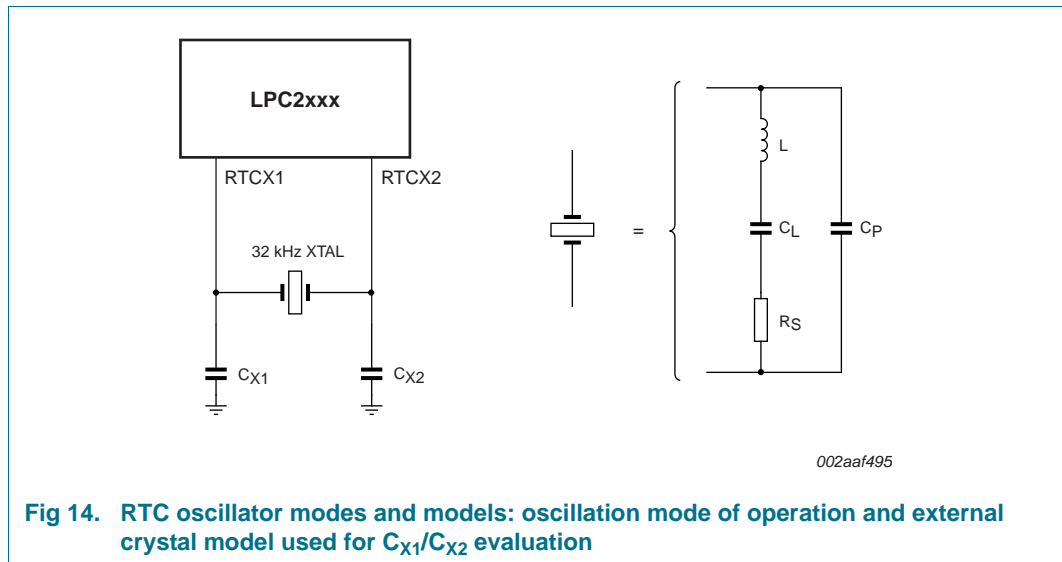 LPC2xxx
RTCX1 RTCX2
32 kHz XTAL
CX1 CX2
=
L
CL CP
RS
002aaf495
Fig 14. RTC oscillator modes and models: oscillation mode of operation and external
crystal model used for CX1/CX2 evaluation